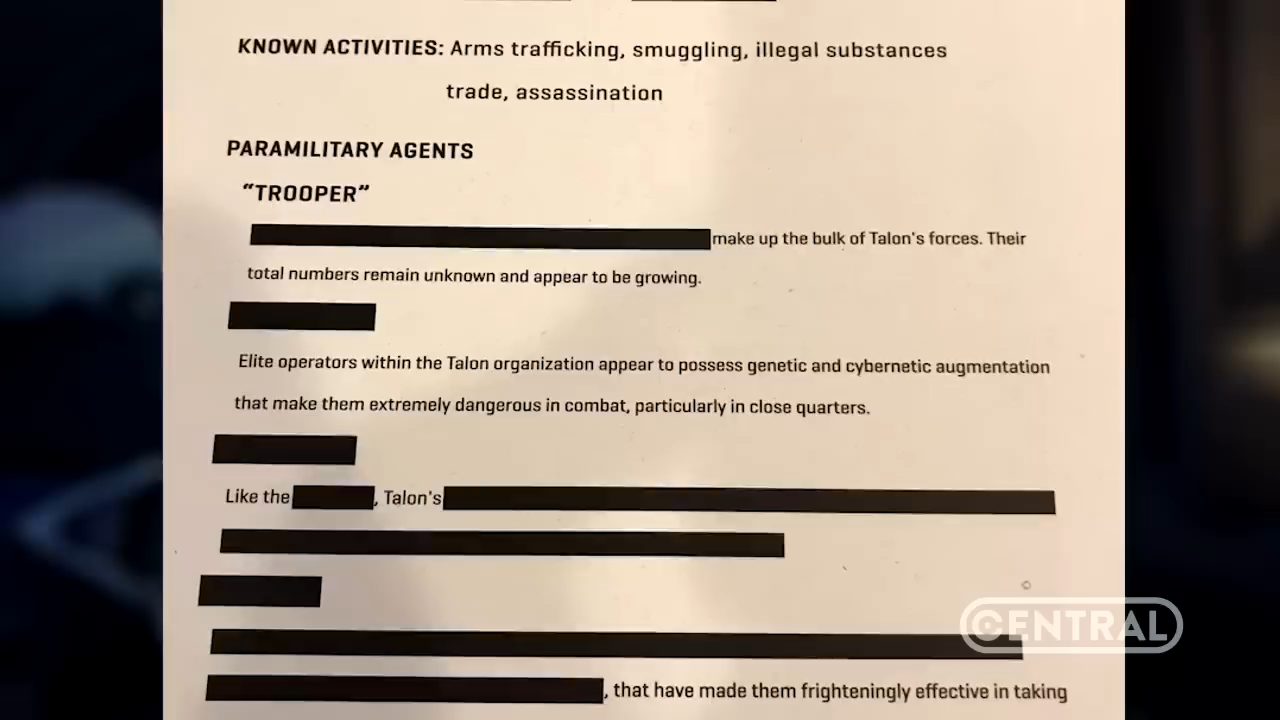 KNOWN ACTIVITIES: Arms trafficking, smuggling, illegal substances
trade, assassination
PARAMILITARY AGENTS
“TROOPER”
make up the bulk of Talon's forces. Their
total numbers remain unknown and appear to be growing.
Elite operators within the Talon organization appear to possess genetic and cybernetic augmentation
that make them extremely dangerous in combat, particularly in close quarters.
Like the , Talon's
, that have made them frighteningly effective in taking
CENTRAL